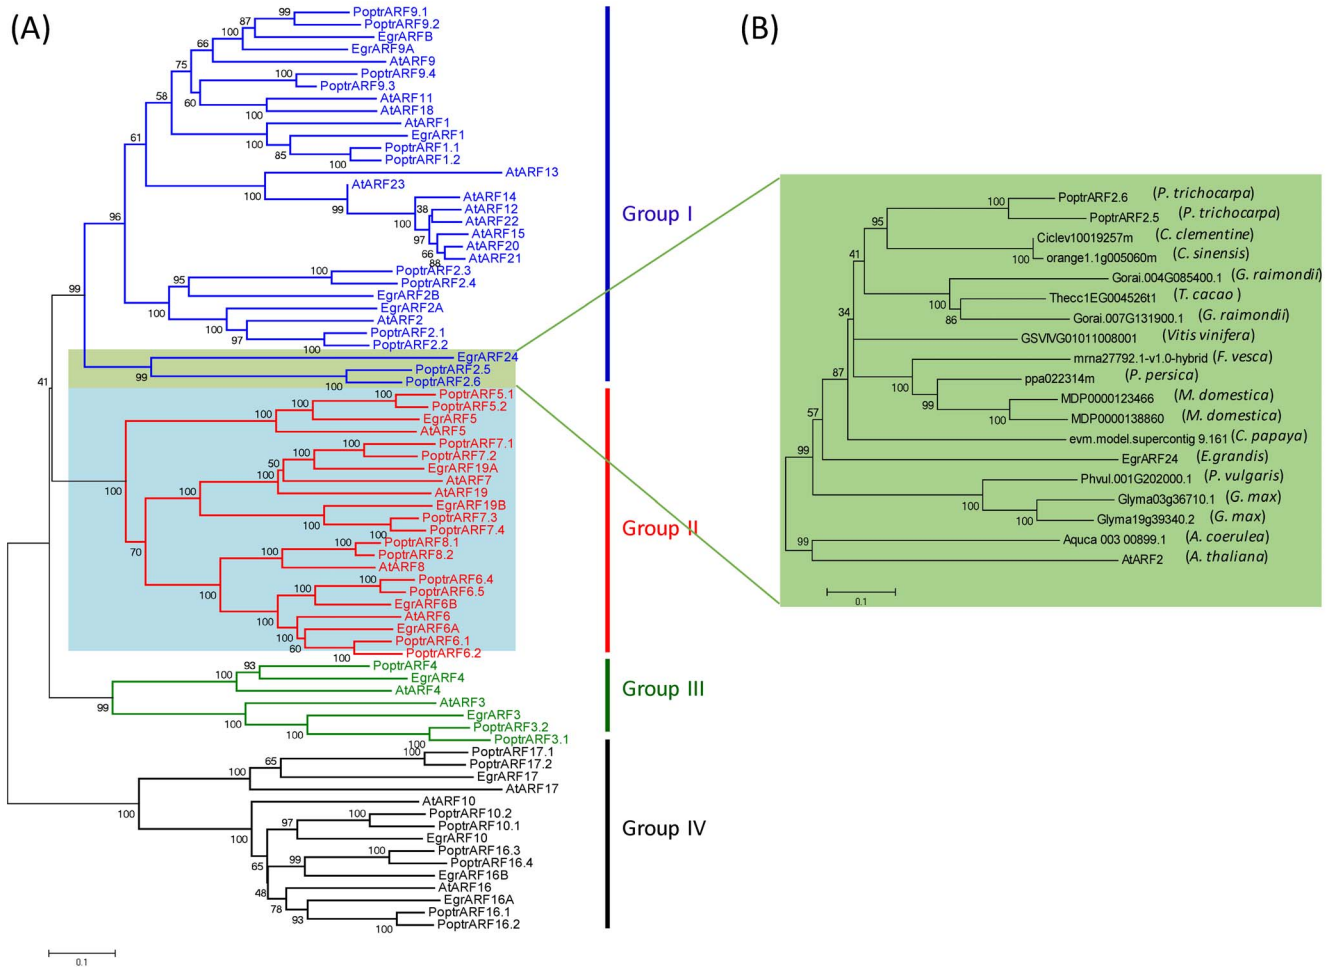 (A)
99
PoptrARF9.1
87
PoptrARF9.2
100
EgrARFB
66
EgrARF9A
AtARF9
75
100
PoptrARF9.4
PoptrARF9.3
58
60
AtARF11
100
AtARF18
AtARF1
61
100
EgrARF1
85
PoptrARF1.1
100
PoptrARF1.2
AtARF13
100
AtARF23
99
AtARF14
38
AtARF12
100
AtARF22
97
AtARF15
66
AtARF20
88
AtARF21
96
100
PoptrARF2.3
95
PoptrARF2.4
EgrARF2B
100
EgrARF2A
AtARF2
97
PoptrARF2.1
100
PoptrARF2.2
99
EgrARF24
99
PoptrARF2.5
100
PoptrARF2.6
41
PoptrARF5.1
100
PoptrARF5.2
100
EgrARF5
100
AtARF5
PoptrARF7.1
100
PoptrARF7.2
100
EgrARF19A
50
AtARF7
100
AtARF19
100
EgrARF19B
100
PoptrARF7.3
100
PoptrARF7.4
100
70
PoptrARF8.1
100
PoptrARF8.2
100
AtARF8
100
PoptrARF6.4
100
PoptrARF6.5
100
EgrARF6B
100
AtARF6
EgrARF6A
100
PoptrARF6.1
60
PoptrARF6.2
100
93
PoptrARF4
100
EgrARF4
AtARF4
99
AtARF3
100
EgrARF3
100
PoptrARF3.2
100
PoptrARF3.1
100
PoptrARF17.1
65
PoptrARF17.2
100
EgrARF17
AtARF17
100
AtARF10
100
PoptrARF10.2
97
PoptrARF10.1
100
EgrARF10
100
PoptrARF16.3
99
PoptrARF16.4
65
EgrARF16B
48
AtARF16
78
EgrARF16A
93
PoptrARF16.1
100
PoptrARF16.2
0.1
Group I
Group II
Group III
Group IV
(B)
100
PoptrARF2.6 (P. trichocarpa)
95
PoptrARF2.5 (P. trichocarpa)
Ciclev10019257m (C. clementine)
100
orange1.1g005060m (C. sinensis)
41
Gorai.004G085400.1 (G. raimondii)
100
Thecc1EG004526t1 (T. cacao )
86
Gorai.007G131900.1 (G. raimondii)
34
GSVIVG01011008001 (Vitis vinifera)
mrna27792.1-v1.0-hybrid (F. vesca)
100
ppa022314m (P. persica)
99
MDP0000123466 (M. domestica)
100
MDP0000138860 (M. domestica)
87
evm.model.supercontig 9.161 (C. papaya)
57
EgrARF24 (E.grandis)
99
Phvul.001G202000.1 (P. vulgaris)
100
Glyma03g36710.1 (G. max)
100
Glyma19g39340.2 (G. max)
99
Aquca 003 00899.1 (A. coerulea)
AtARF2 (A. thaliana)
0.1